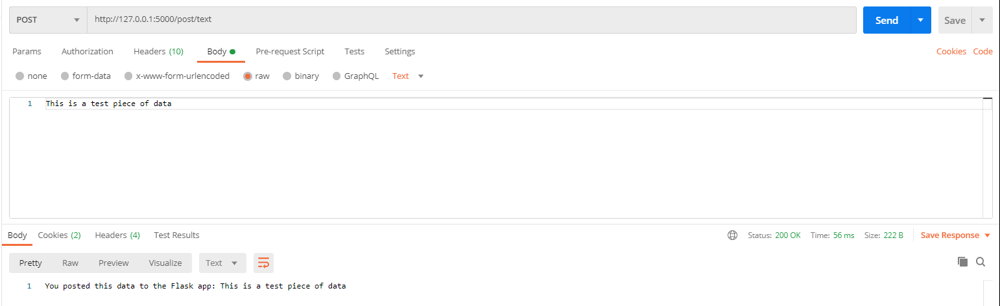 POST http://127.0.0.1:5000/post/text Send Save
Params Authorization Headers (10) Body Pre-request Script Tests Settings Cookies Code
none form-data x-www-form-urlencoded raw binary GraphQL Text
1 This is a test piece of data
Body Cookies (2) Headers (4) Test Results Status: 200 OK Time: 56 ms Size: 222 B Save Response
Pretty Raw Preview Visualize Text
1 You posted this data to the Flask app: This is a test piece of data